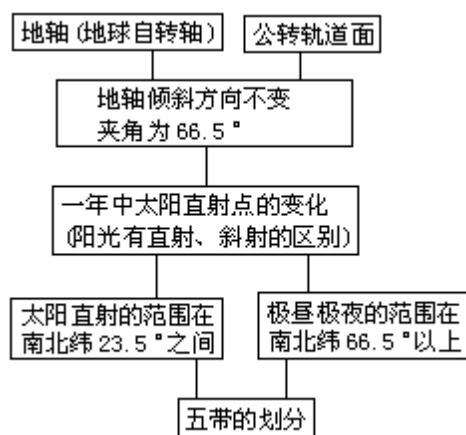 地轴(地球自转轴)
公转轨道面
地轴倾斜方向不变
夹角为66.5°
一年中太阳直射点的变化
(阳光有直射、斜射的区别)
太阳直射的范围在
南北纬23.5°之间
极昼极夜的范围在
南北纬66.5°以上
五带的划分